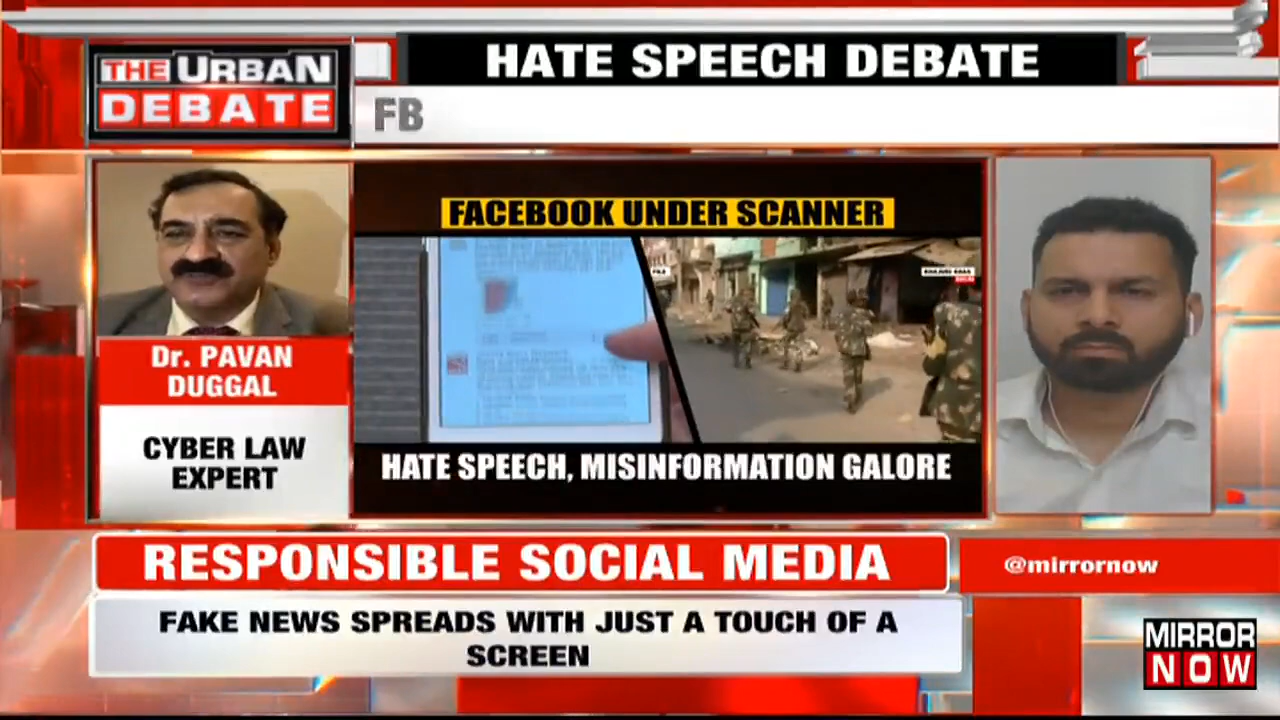 THE URBAN
DEBATE
HATE SPEECH DEBATE
FB
FACEBOOK UNDER SCANNER
Dr. PAVAN
DUGGAL
CYBER LAW
EXPERT
HATE SPEECH, MISINFORMATION GALORE
RESPONSIBLE SOCIAL MEDIA
@mirrornow
FAKE NEWS SPREADS WITH JUST A TOUCH OF A
SCREEN
MIRROR
NOW